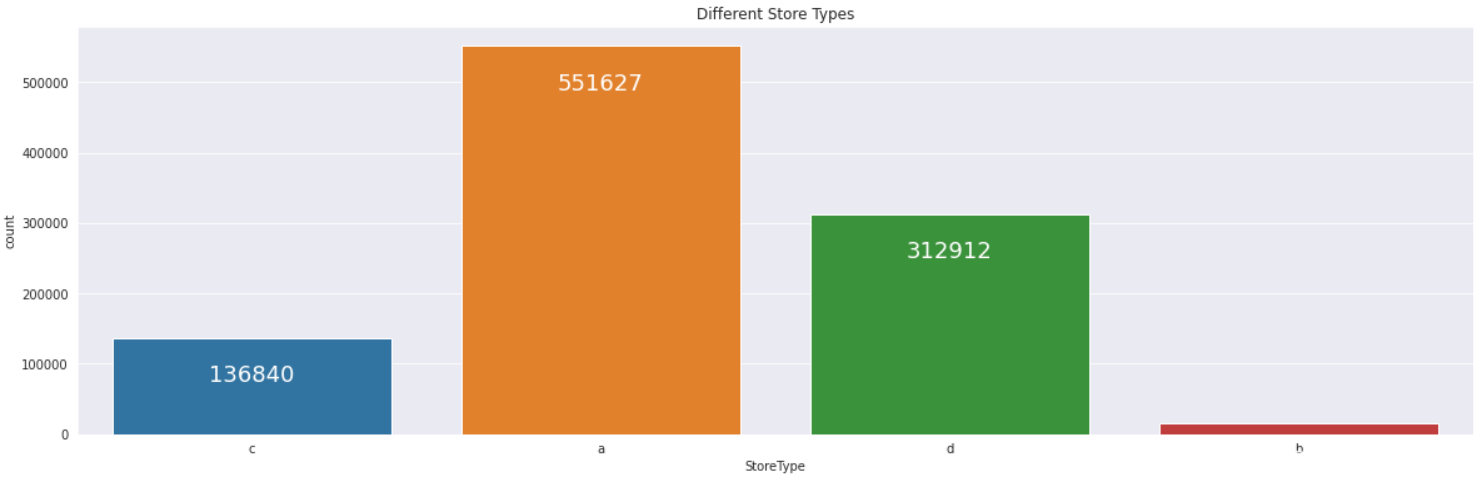 Different Store Types
500000
400000
300000
200000
100000
0
count
551627
312912
136840
c
a
d
b
StoreType